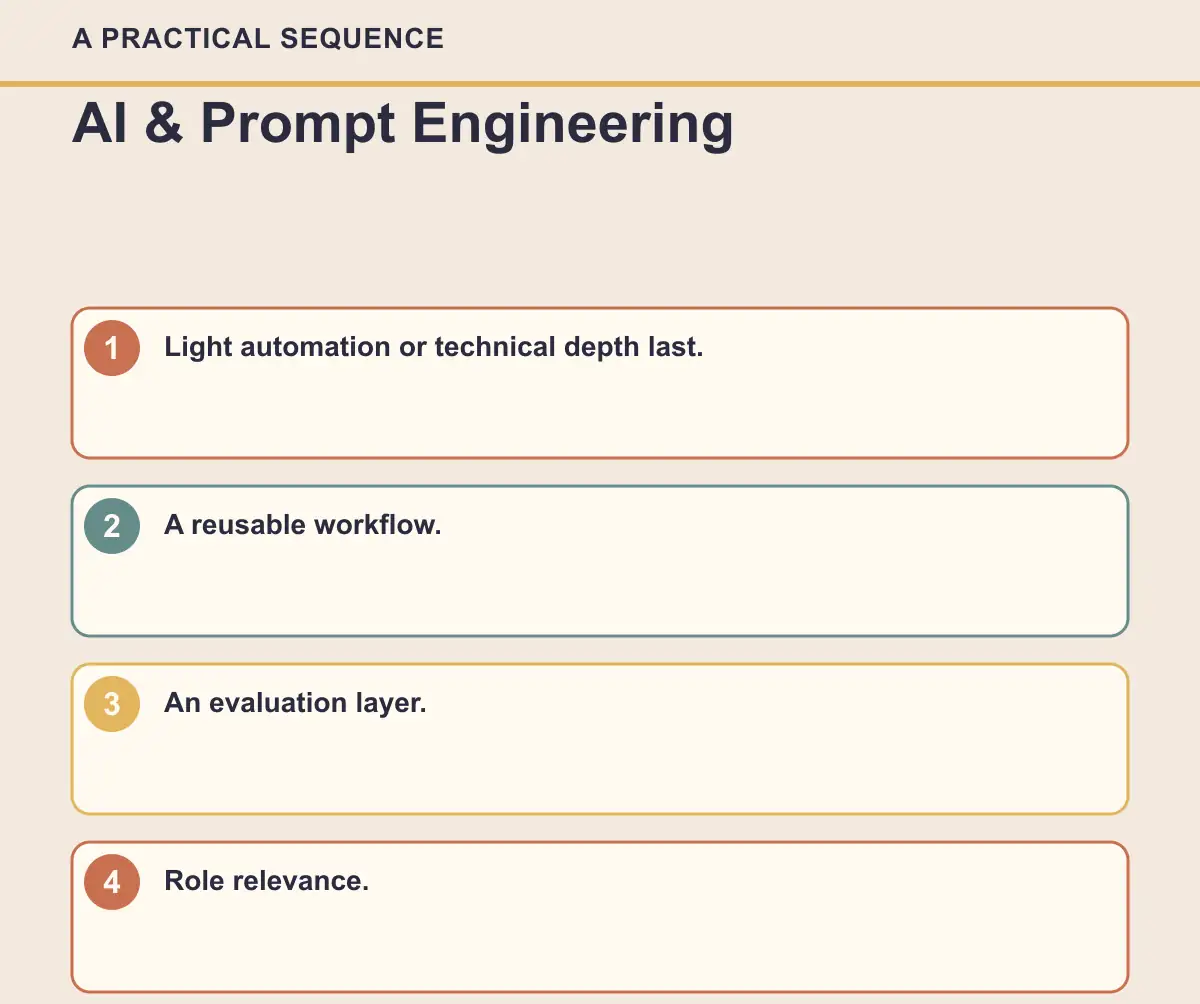 A PRACTICAL SEQUENCE
AI & Prompt Engineering
1 Light automation or technical depth last.
2 A reusable workflow.
3 An evaluation layer.
4 Role relevance.